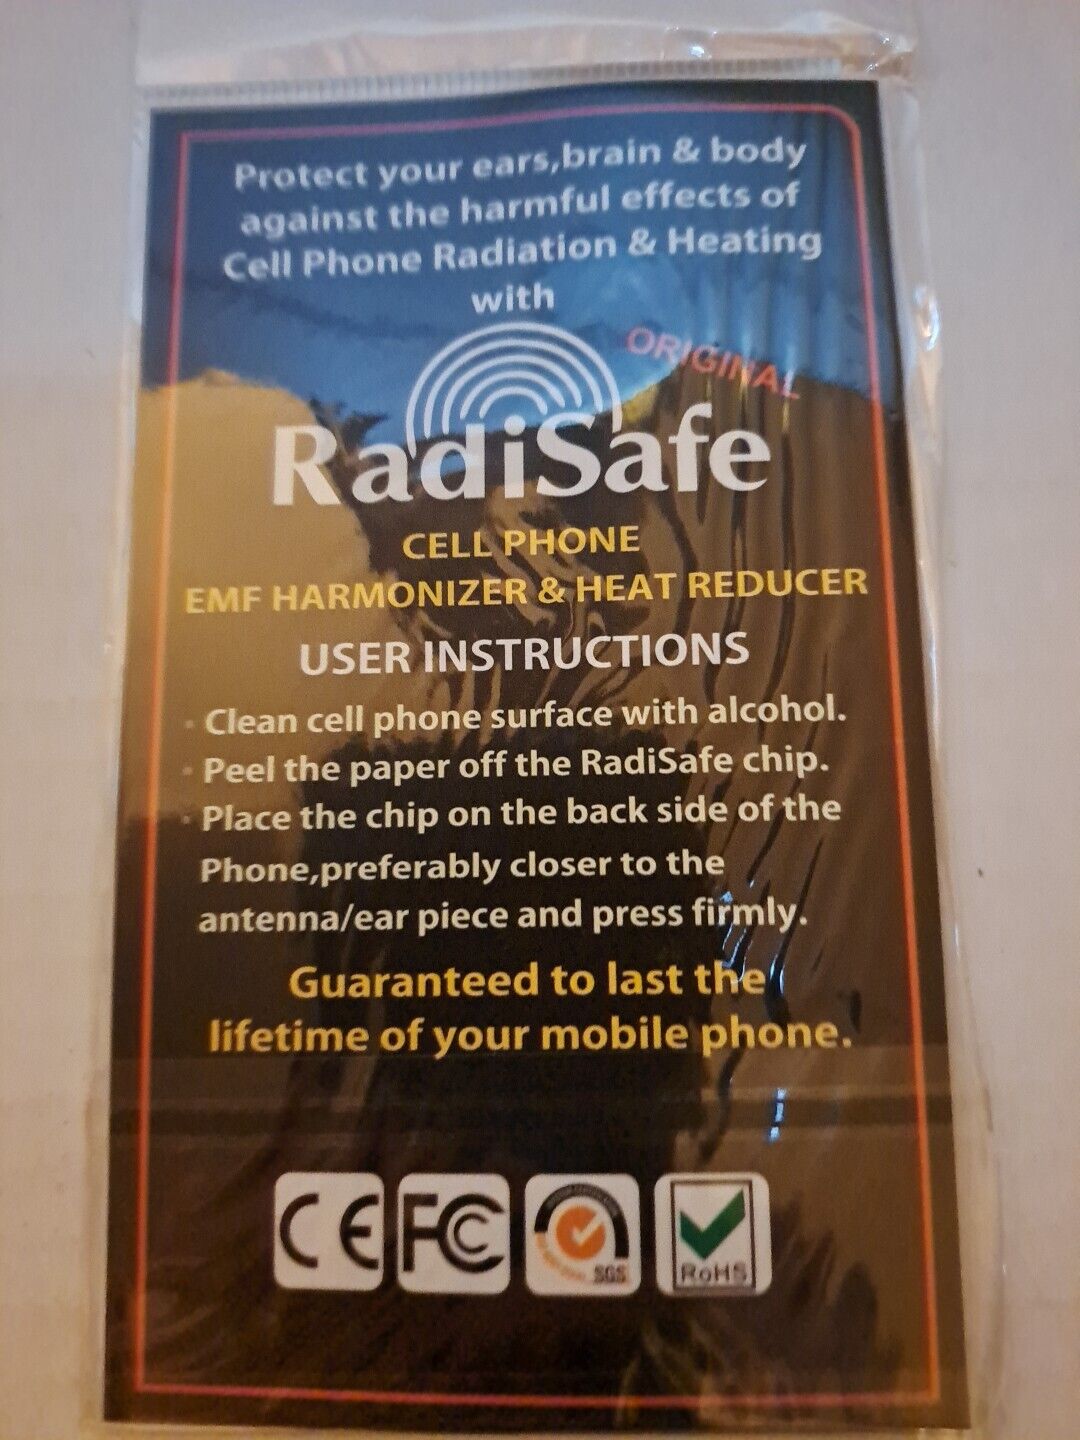 Protect your ears,brain & body
against the harmful effects of
Cell Phone Radiation & Heating
with
ORIGINAL
RadiSafe
CELL PHONE
EMF HARMONIZER & HEAT REDUCER
USER INSTRUCTIONS
· Clean cell phone surface with alcohol.
· Peel the paper off the RadiSafe chip.
· Place the chip on the back side of the
Phone,preferably closer to the
antenna/ear piece and press firmly.
Guaranteed to last the
lifetime of your mobile phone.
CE FC SGS RoHS